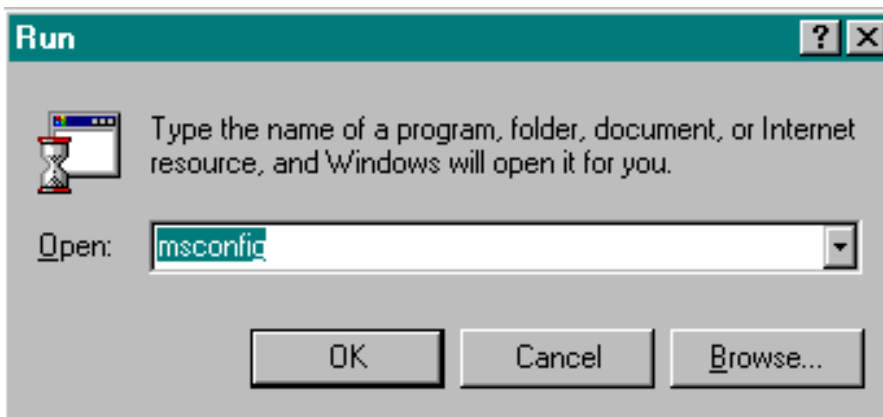 Run
Type the name of a program, folder, document, or Internet
resource, and Windows will open it for you.
Open: msconfig
OK Cancel Browse...